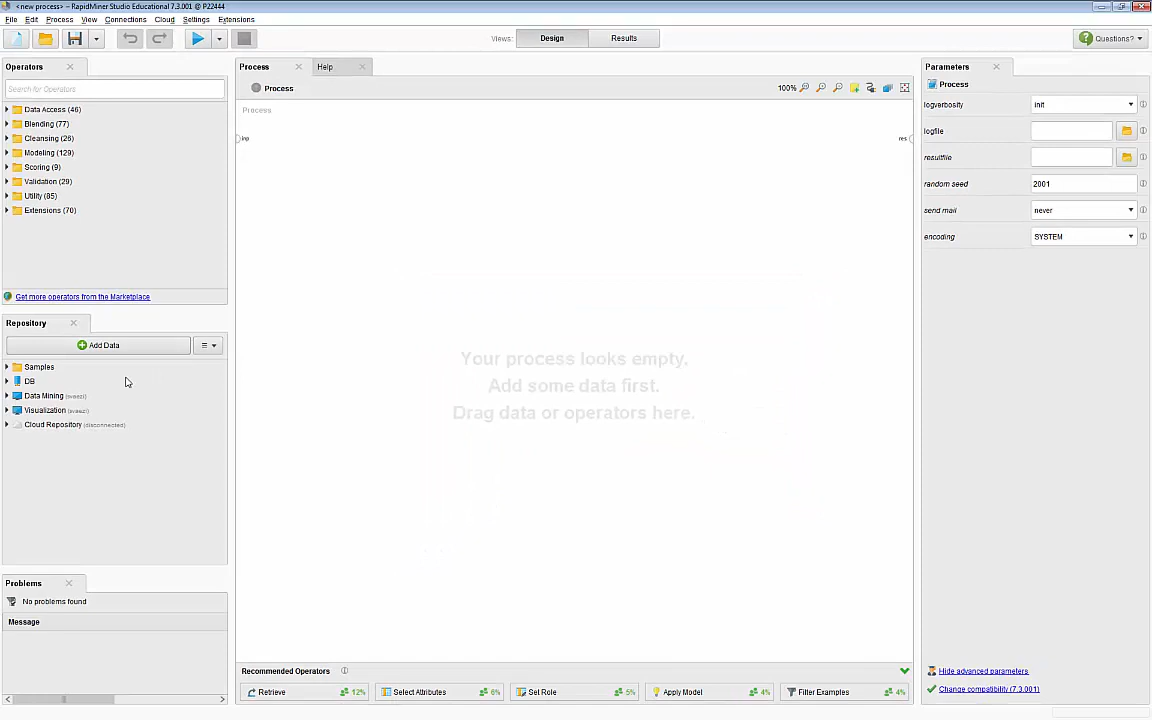 <new process> – RapidMiner Studio Educational 7.3.001 @ P22444
File Edit Process View Connections Cloud Settings Extensions
Views: Design Results Questions?
Operators
Search for Operators
Data Access (46)
Blending (77)
Cleansing (26)
Modeling (129)
Scoring (9)
Validation (29)
Utility (85)
Extensions (70)
Get more operators from the Marketplace
Repository
Add Data
Samples
DB
Data Mining (svaezi)
Visualization (svaezi)
Cloud Repository (disconnected)
Problems
No problems found
Message
Process Help
Process 100%
Process
inp res
Your process looks empty.
Add some data first.
Drag data or operators here.
Recommended Operators
Retrieve 12% Select Attributes 6% Set Role 5% Apply Model 4% Filter Examples 4%
Parameters
Process
logverbosity init
logfile
resultfile
random seed 2001
send mail never
encoding SYSTEM
Hide advanced parameters
Change compatibility (7.3.001)